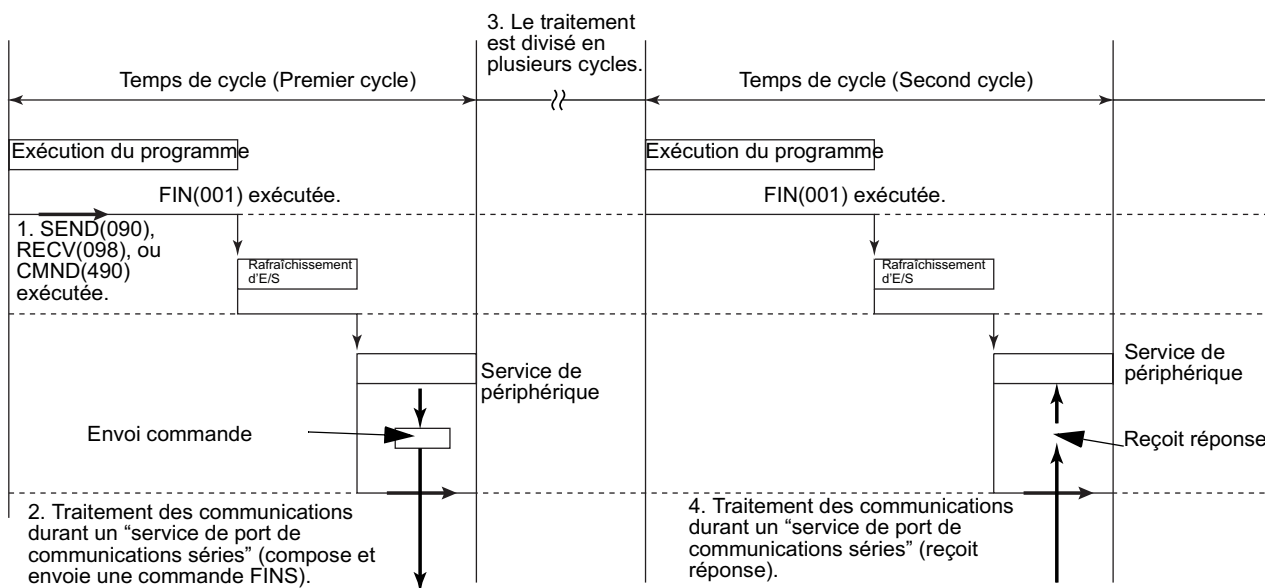 3. Le traitement
est divisé en
plusieurs cycles.
Temps de cycle (Premier cycle)
Temps de cycle (Second cycle)
Exécution du programme
Exécution du programme
FIN(001) exécutée.
FIN(001) exécutée.
1. SEND(090),
RECV(098), ou
CMND(490)
exécutée.
Rafraîchissement
d'E/S
Rafraîchissement
d'E/S
Service de
périphérique
Service de
périphérique
Envoi commande
Reçoit réponse
2. Traitement des communications
durant un “service de port de
communications séries” (compose et
envoie une commande FINS).
4. Traitement des communications
durant un “service de port de
communications séries” (reçoit
réponse).